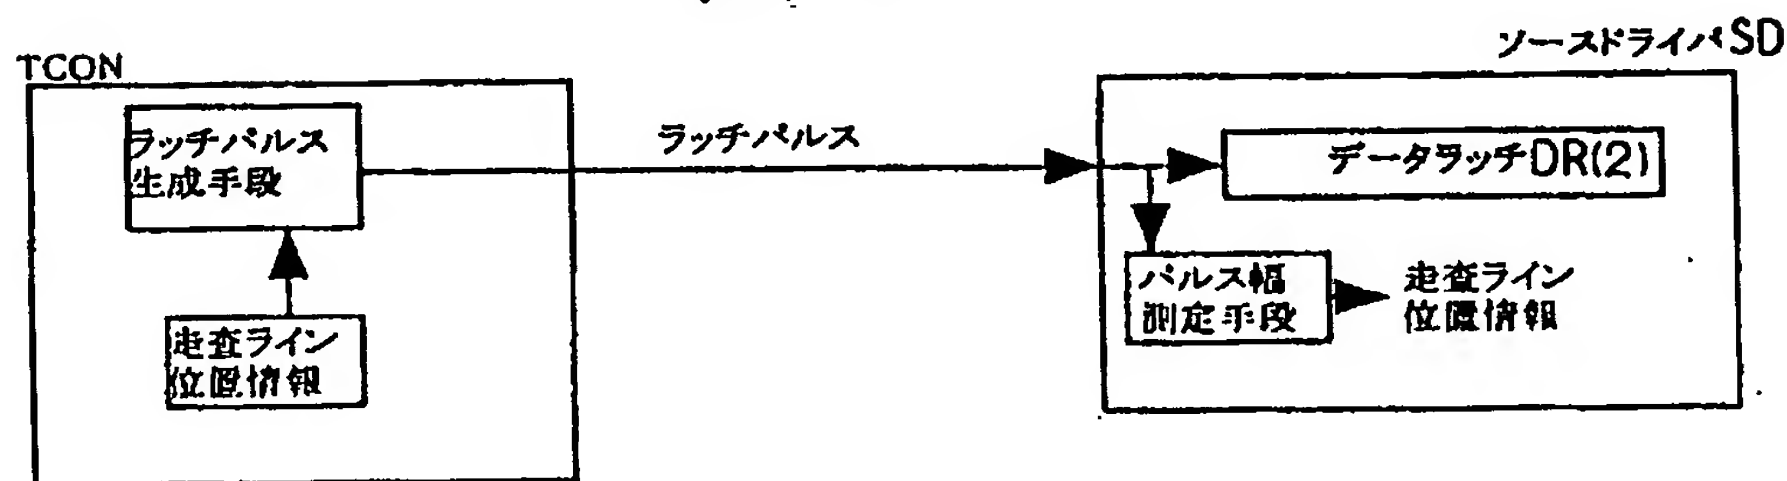 TCON
ソースドライバSD
ラッチパルス
生成手段
ラッチパルス
データラッチDR(2)
パルス幅
測定手段
走査ライン
位置情報
走査ライン
位置情報